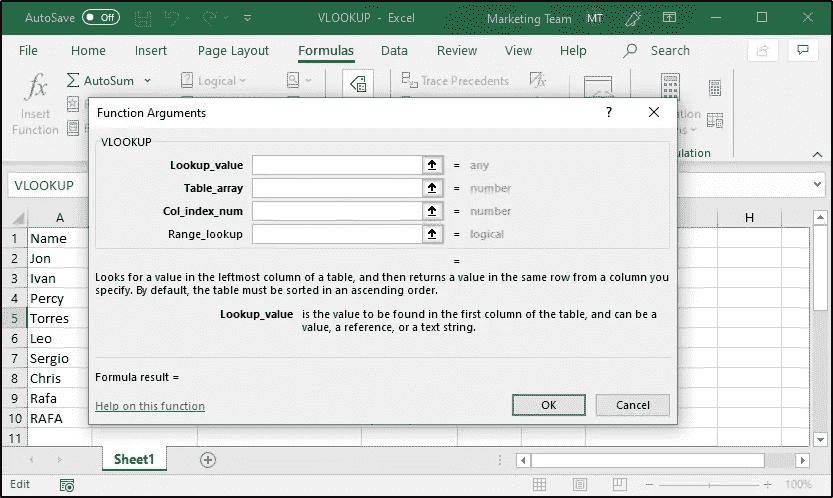 AutoSave Off VLOOKUP - Excel Marketing Team MT
File Home Insert Page Layout Formulas Data Review View Help Search
fx AutoSum Logical Trace Precedents fx
Insert
Function
Function Arguments ? ×
VLOOKUP
Lookup_value = any
Table_array = number
Col_index_num = number
Range_lookup = logical
=
Looks for a value in the leftmost column of a table, and then returns a value in the same row from a column you
specify. By default, the table must be sorted in an ascending order.
Lookup_value is the value to be found in the first column of the table, and can be a
value, a reference, or a text string.
Formula result =
Help on this function OK Cancel
VLOOKUP
A H
1 Name
2 Jon
3 Ivan
4 Percy
5 Torres
6 Leo
7 Sergio
8 Chris
9 Rafa
10 RAFA
11
Sheet1
Edit 100%